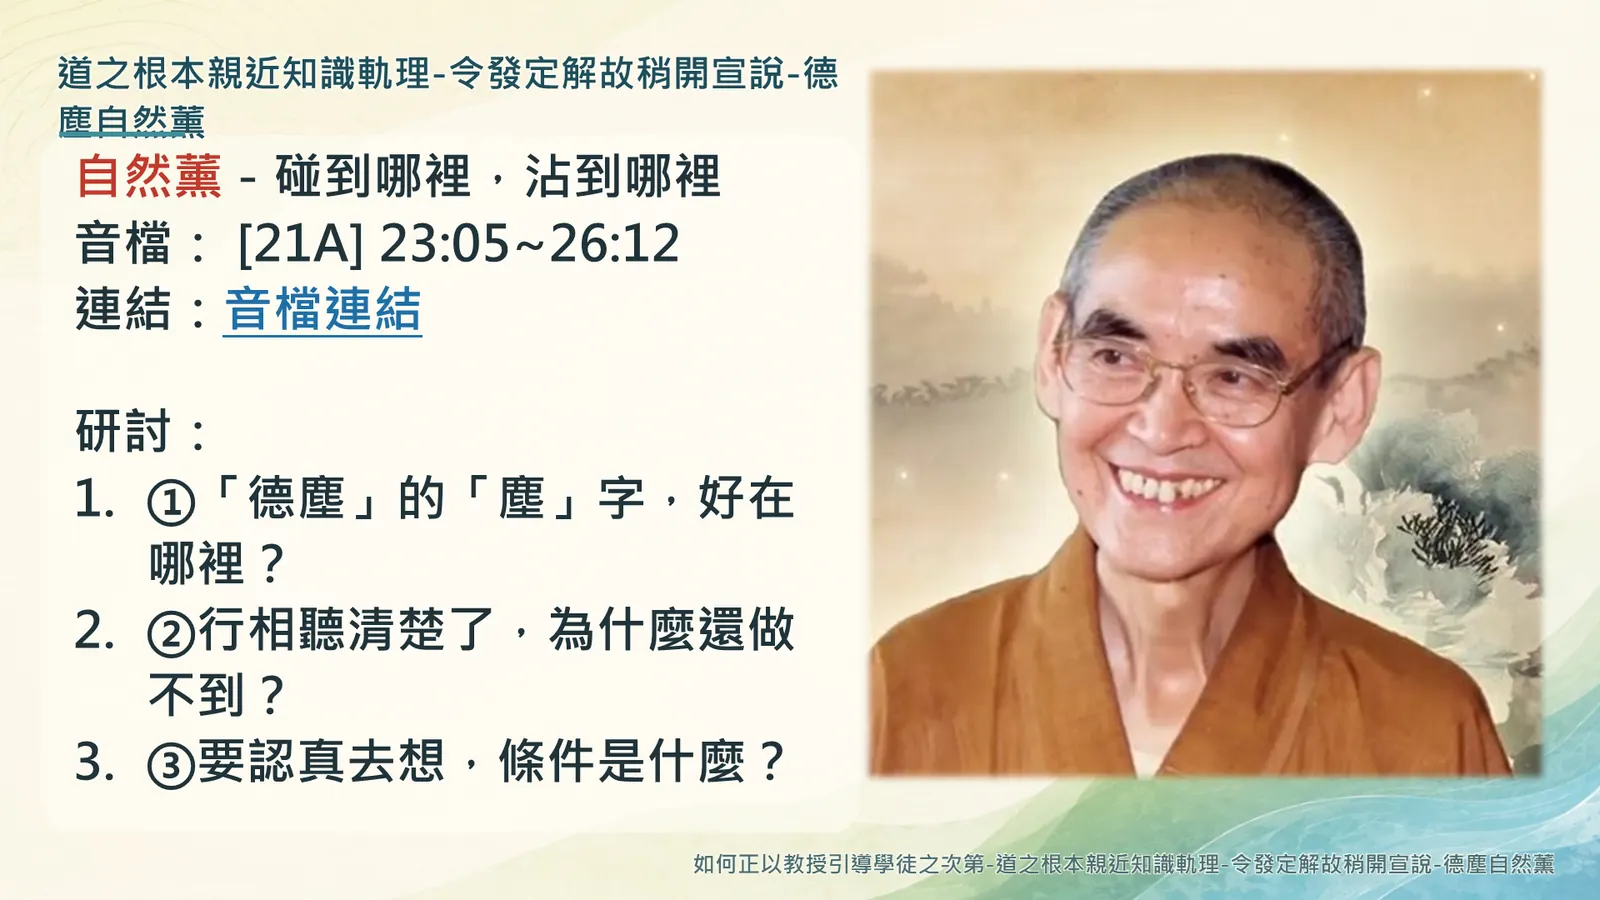 道之根本親近知識軌理-令發定解故稍開宣說-德
塵自然薰
自然薰 - 碰到哪裡，沾到哪裡
音檔： [21A] 23:05~26:12
連結：音檔連結
研討：
1. ①「德塵」的「塵」字，好在
哪裡？
2. ②行相聽清楚了，為什麼還做
不到？
3. ③要認真去想，條件是什麼？
如何正以教授引導學徒之次第-道之根本親近知識軌理-令發定解故稍開宣說-德塵自然薰